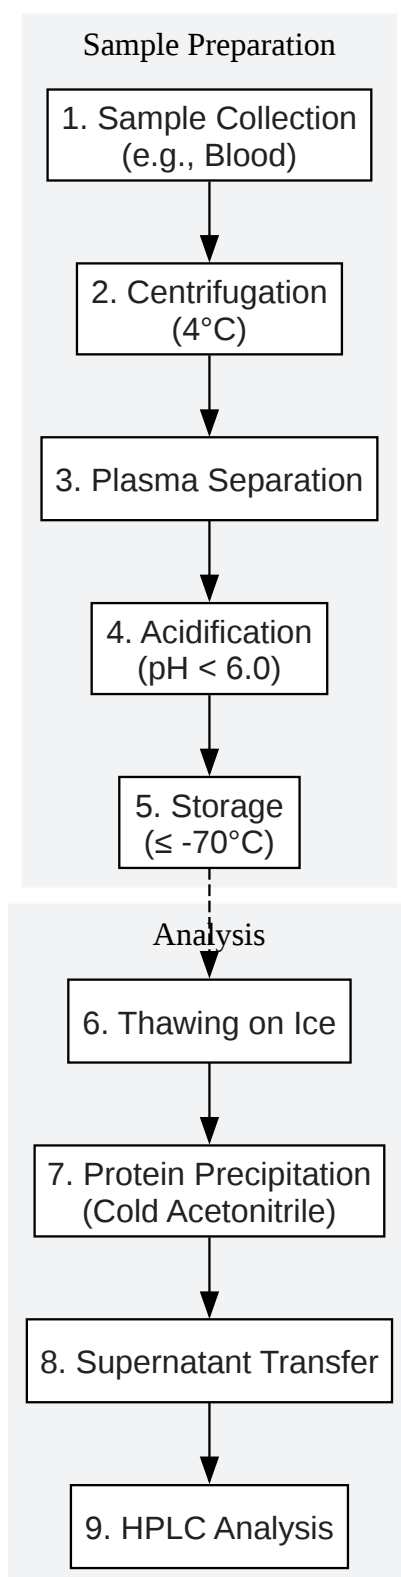 Sample Preparation
1. Sample Collection
(e.g., Blood)
2. Centrifugation
(4°C)
3. Plasma Separation
4. Acidification
(pH < 6.0)
5. Storage
(≤ -70°C)
Analysis
6. Thawing on Ice
7. Protein Precipitation
(Cold Acetonitrile)
8. Supernatant Transfer
9. HPLC Analysis